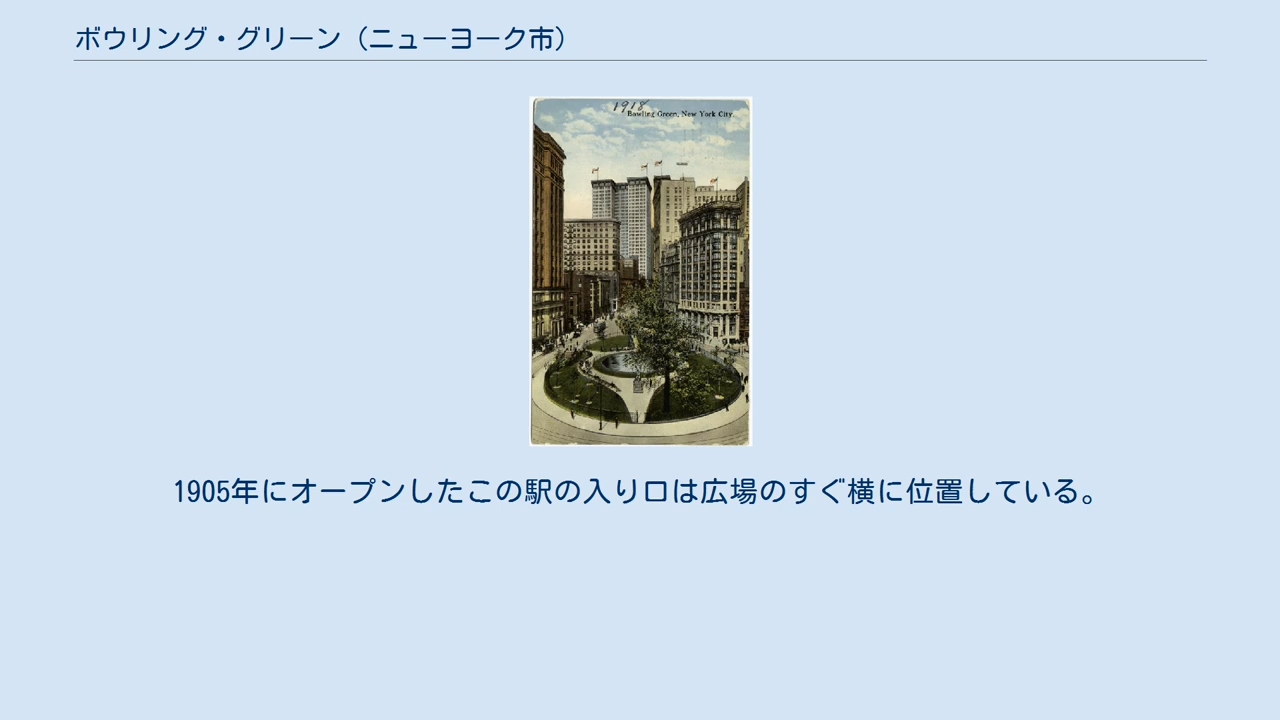 ボウリング・グリーン（ニューヨーク市）
1918
Bowling Green, New York City.
1905年にオープンしたこの駅の入り口は広場のすぐ横に位置している。